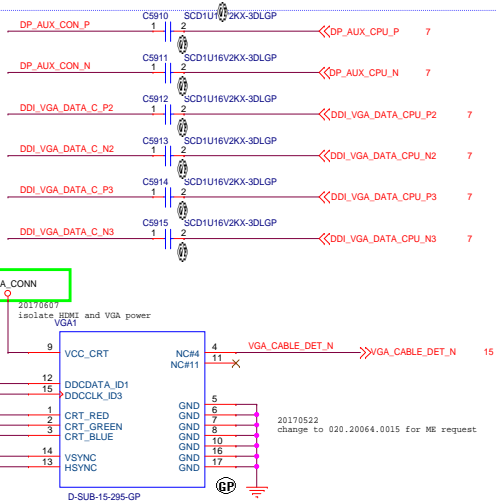 C5910 SCD1U16V2KX-3DLGP
DP_AUX_CON_P 1 2 DP_AUX_CPU_P 7
C5911 SCD1U16V2KX-3DLGP
DP_AUX_CON_N 1 2 DP_AUX_CPU_N 7
C5912 SCD1U16V2KX-3DLGP
DDI_VGA_DATA_C_P2 1 2 DDI_VGA_DATA_CPU_P2 7
C5913 SCD1U16V2KX-3DLGP
DDI_VGA_DATA_C_N2 1 2 DDI_VGA_DATA_CPU_N2 7
C5914 SCD1U16V2KX-3DLGP
DDI_VGA_DATA_C_P3 1 2 DDI_VGA_DATA_CPU_P3 7
C5915 SCD1U16V2KX-3DLGP
DDI_VGA_DATA_C_N3 1 2 DDI_VGA_DATA_CPU_N3 7
A_CONN
20170607
isolate HDMI and VGA power
VGA1
9 VCC_CRT NC#4 4 VGA_CABLE_DET_N VGA_CABLE_DET_N 15
NC#11 11
12 DDCDATA_ID1
15 DDCCLK_ID3
1 CRT_RED
2 CRT_GREEN
3 CRT_BLUE
14 VSYNC
13 HSYNC
GND 5
GND 6
GND 7
GND 8
GND 10
GND 16
GND 17
20170522
change to 020.20064.0015 for ME request
GP
D-SUB-15-295-GP